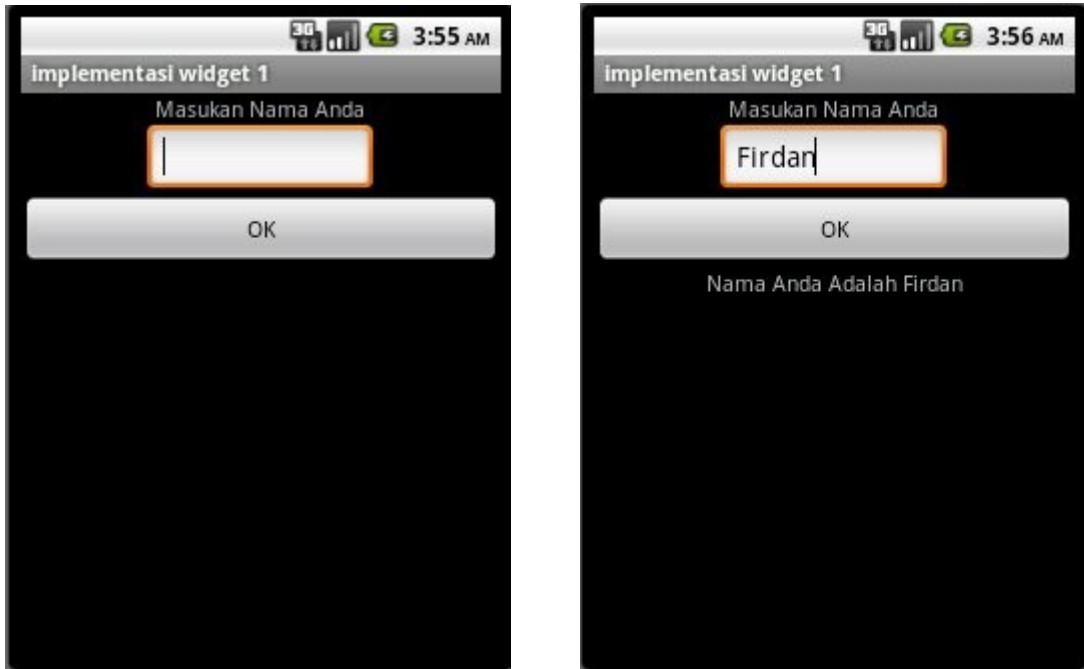 3G 3:55 AM
implementasi widget 1
Masukan Nama Anda
OK
3G 3:56 AM
implementasi widget 1
Masukan Nama Anda
Firdan
OK
Nama Anda Adalah Firdan